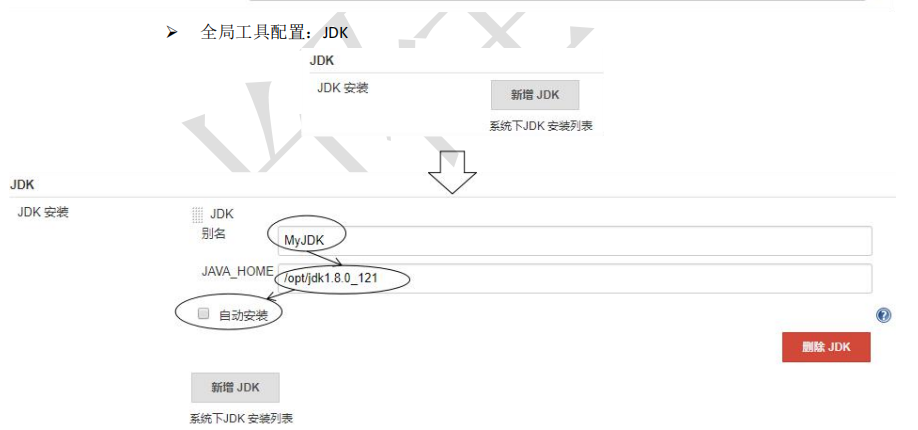 ➢ 全局工具配置：JDK
JDK
JDK 安装
新增 JDK
系统下JDK 安装列表
JDK
JDK 安装
JDK
别名
MyJDK
JAVA_HOME
/opt/jdk1.8.0_121
自动安装
删除 JDK
新增 JDK
系统下JDK 安装列表